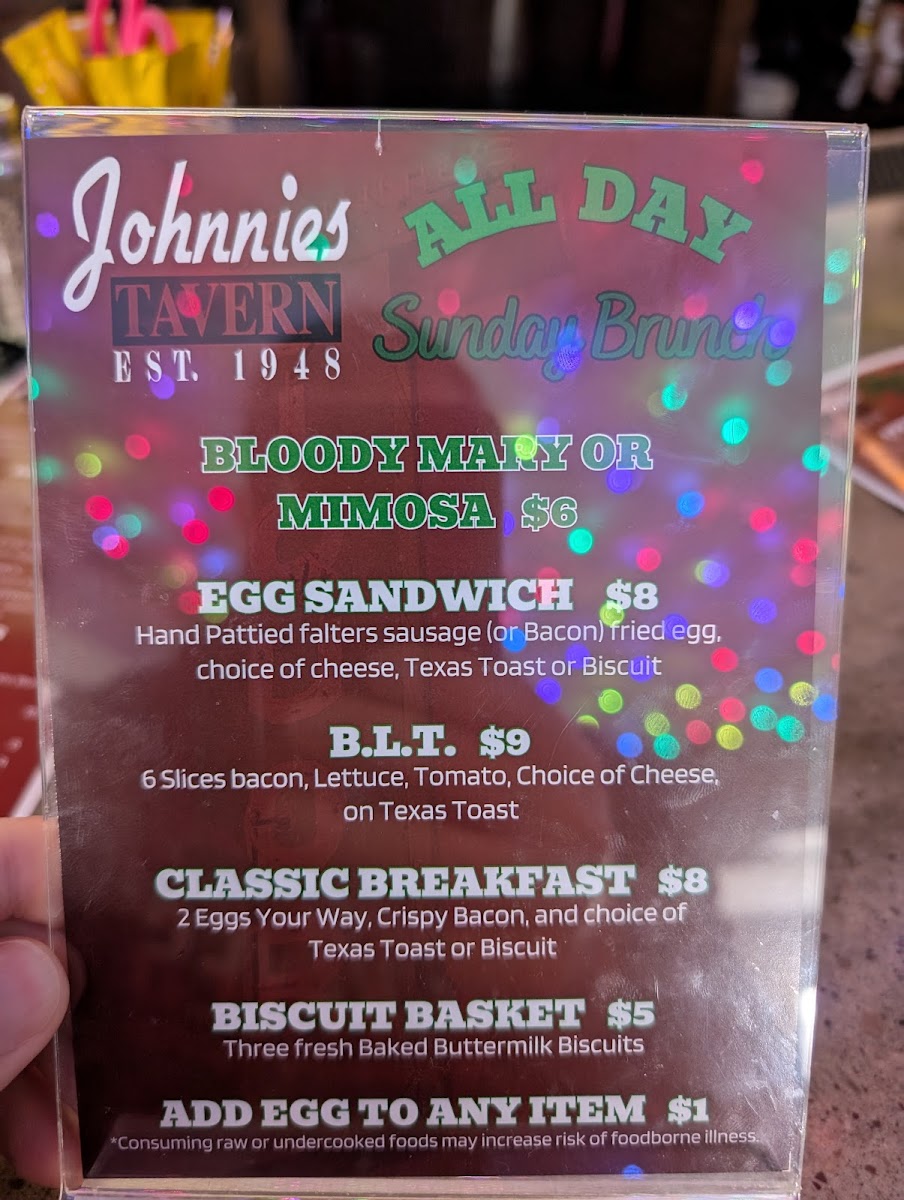 Johnnies
TAVERN
EST. 1948
ALL DAY
Sunday Brunch
BLOODY MARY OR
MIMOSA $6
EGG SANDWICH $8
Hand Pattied falters sausage (or Bacon) fried egg,
choice of cheese, Texas Toast or Biscuit
B.L.T. $9
6 Slices bacon, Lettuce, Tomato, Choice of Cheese,
on Texas Toast
CLASSIC BREAKFAST $8
2 Eggs Your Way, Crispy Bacon, and choice of
Texas Toast or Biscuit
BISCUIT BASKET $5
Three fresh Baked Buttermilk Biscuits
ADD EGG TO ANY ITEM $1
*Consuming raw or undercooked foods may increase risk of foodborne illness.